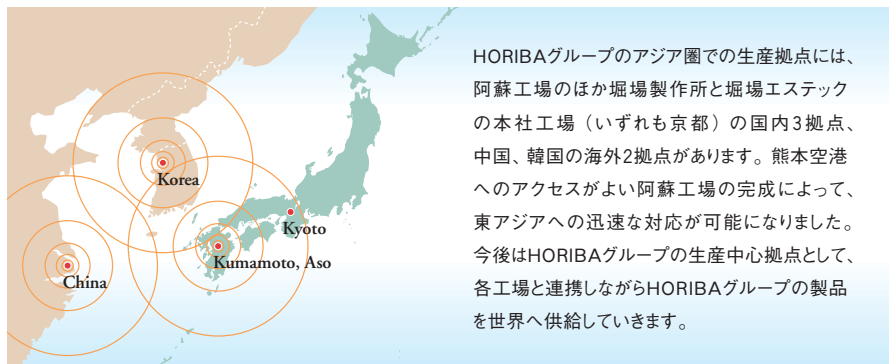 Korea
Kyoto
Kumamoto, Aso
China
HORIBAグループのアジア圏での生産拠点には、
阿蘇工場のほか堀場製作所と堀場エステック
の本社工場（いずれも京都）の国内3拠点、
中国、韓国の海外2拠点があります。熊本空港
へのアクセスがよい阿蘇工場の完成によって、
東アジアへの迅速な対応が可能になりました。
今後はHORIBAグループの生産中心拠点として、
各工場と連携しながらHORIBAグループの製品
を世界へ供給していきます。